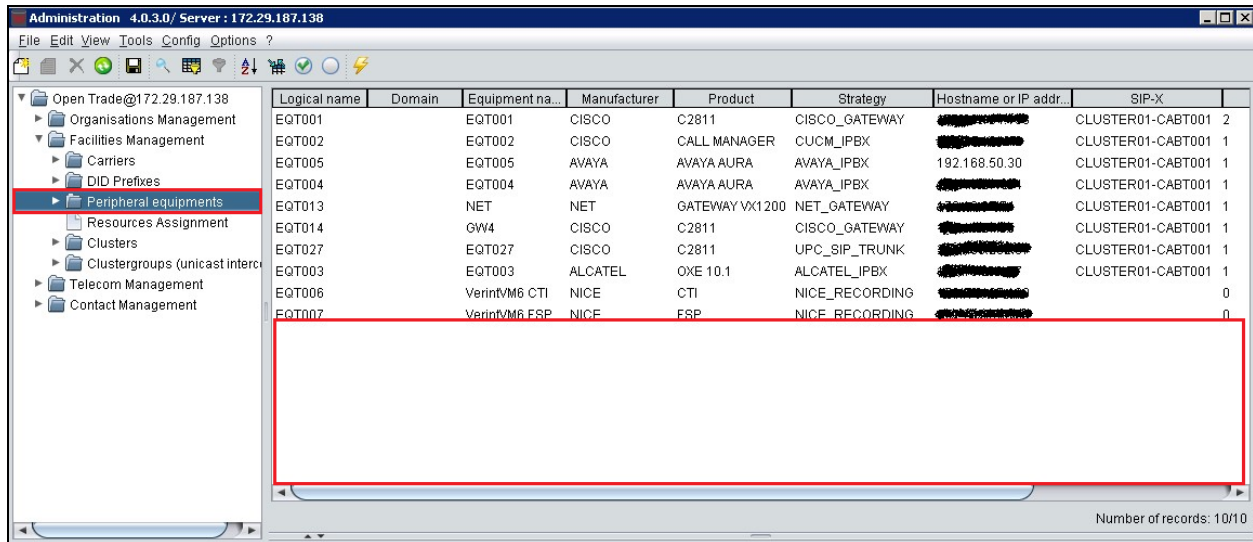 Administration 4.0.3.0/ Server : 172.29.187.138
File Edit View Tools Config Options ?
Open Trade@172.29.187.138
Organisations Management
Facilities Management
Carriers
DID Prefixes
Peripheral equipments
Resources Assignment
Clusters
Clustergroups (unicast interc
Telecom Management
Contact Management
Logical name Domain Equipment na... Manufacturer Product Strategy Hostname or IP addr... SIP-X
EQT001 EQT001 CISCO C2811 CISCO_GATEWAY CLUSTER01-CABT001 2
EQT002 EQT002 CISCO CALL MANAGER CUCM_IPBX CLUSTER01-CABT001 1
EQT005 EQT005 AVAYA AVAYA AURA AVAYA_IPBX 192.168.50.30 CLUSTER01-CABT001 1
EQT004 EQT004 AVAYA AVAYA AURA AVAYA_IPBX CLUSTER01-CABT001 1
EQT013 NET NET GATEWAY VX1200 NET_GATEWAY CLUSTER01-CABT001 1
EQT014 GW4 CISCO C2811 CISCO_GATEWAY CLUSTER01-CABT001 1
EQT027 EQT027 CISCO C2811 UPC_SIP_TRUNK CLUSTER01-CABT001 1
EQT003 EQT003 ALCATEL OXE 10.1 ALCATEL_IPBX CLUSTER01-CABT001 1
EQT006 VerintVM6 CTI NICE CTI NICE_RECORDING 0
EQT007 VerintVM6 ESP NICE ESP NICE_RECORDING 0
Number of records: 10/10